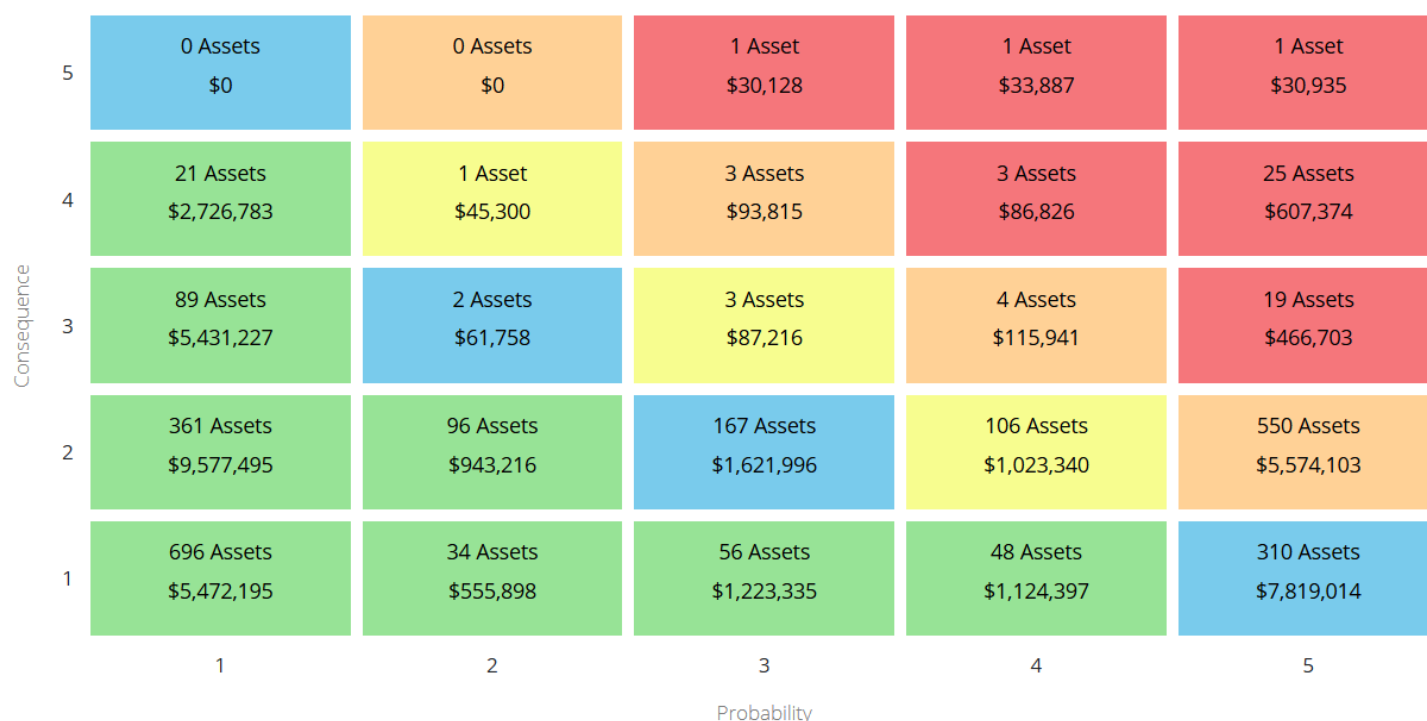 5
0 Assets
$0
0 Assets
$0
1 Asset
$30,128
1 Asset
$33,887
1 Asset
$30,935
4
21 Assets
$2,726,783
1 Asset
$45,300
3 Assets
$93,815
3 Assets
$86,826
25 Assets
$607,374
Consequence
3
89 Assets
$5,431,227
2 Assets
$61,758
3 Assets
$87,216
4 Assets
$115,941
19 Assets
$466,703
2
361 Assets
$9,577,495
96 Assets
$943,216
167 Assets
$1,621,996
106 Assets
$1,023,340
550 Assets
$5,574,103
1
696 Assets
$5,472,195
34 Assets
$555,898
56 Assets
$1,223,335
48 Assets
$1,124,397
310 Assets
$7,819,014
1
2
3
4
5
Probability